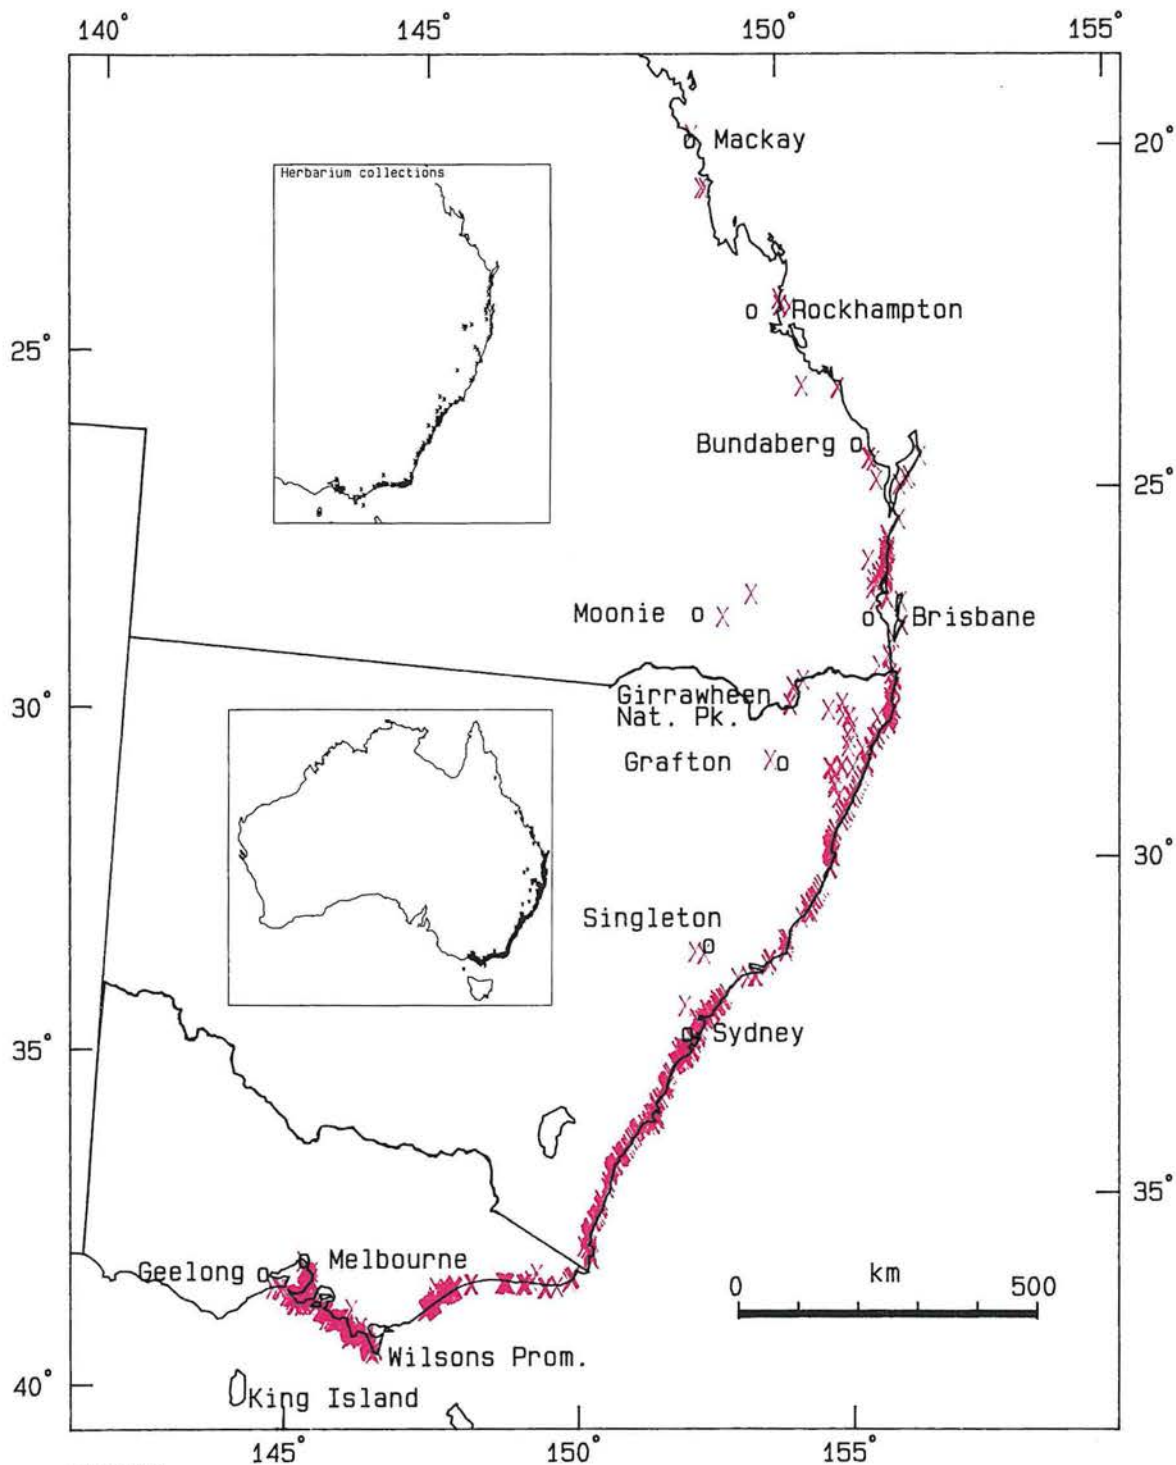 140° 145° 150° 155°
Mackay
20°
Herbarium collections
Rockhampton
25°
Bundaberg
25°
Moonie
Brisbane
30°
Girrawheen
Nat. Pk.
Grafton
30°
Singleton
Sydney
35°
35°
Melbourne
Geelong
0 km 500
Wilsons Prom.
40°
King Island
145° 150° 155°